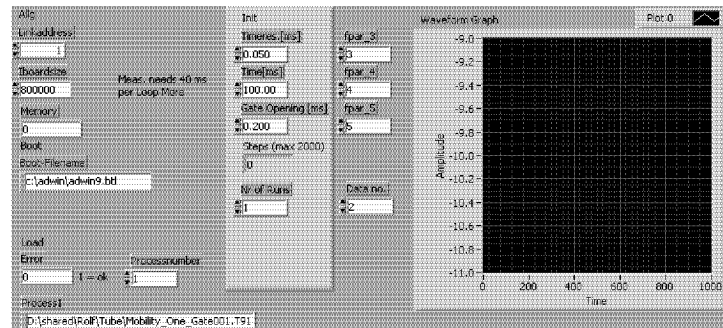 Allg
Linkaddress
1
Iboardsize
800000
Meas. needs 40 ms
per Loop More
Memory
0
Boot
Boot-Filename
c:\adwin\adwin9.btl
Load
Error
0
1 = ok
Processnumber
1
Process1
D:\shared\Rolf\Tube\Mobility_One_Gate001.T91
Init
Timeres.[ms]
0.050
Time[ms]
100.00
Gate Opening [ms]
0.200
Steps (max 2000)
0
Nr of Runs
1
fpar_3
3
fpar_4
4
fpar_5
5
Data no.
2
Waveform Graph
Plot 0
-9.0
-9.2
-9.4
-9.6
-9.8
-10.0
-10.2
-10.4
-10.6
-10.8
-11.0
Amplitude
0 200 400 600 800 1000
Time